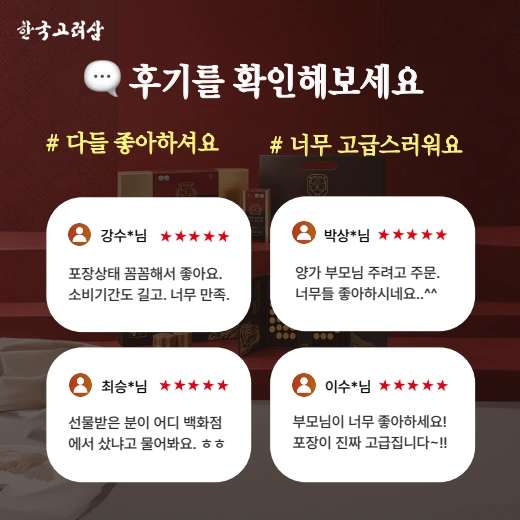 한국고려삼
후기를 확인해보세요
# 다들 좋아하셔요
# 너무 고급스러워요
강수*님 ★★★★★
포장상태 꼼꼼해서 좋아요.
소비기간도 길고. 너무 만족.
박상*님 ★★★★★
양가 부모님 주려고 주문.
너무들 좋아하시네요..^^
최승*님 ★★★★★
선물받은 분이 어디 백화점
에서 샀냐고 물어봐요. ㅎㅎ
이수*님 ★★★★★
부모님이 너무 좋아하세요!
포장이 진짜 고급집니다~!!